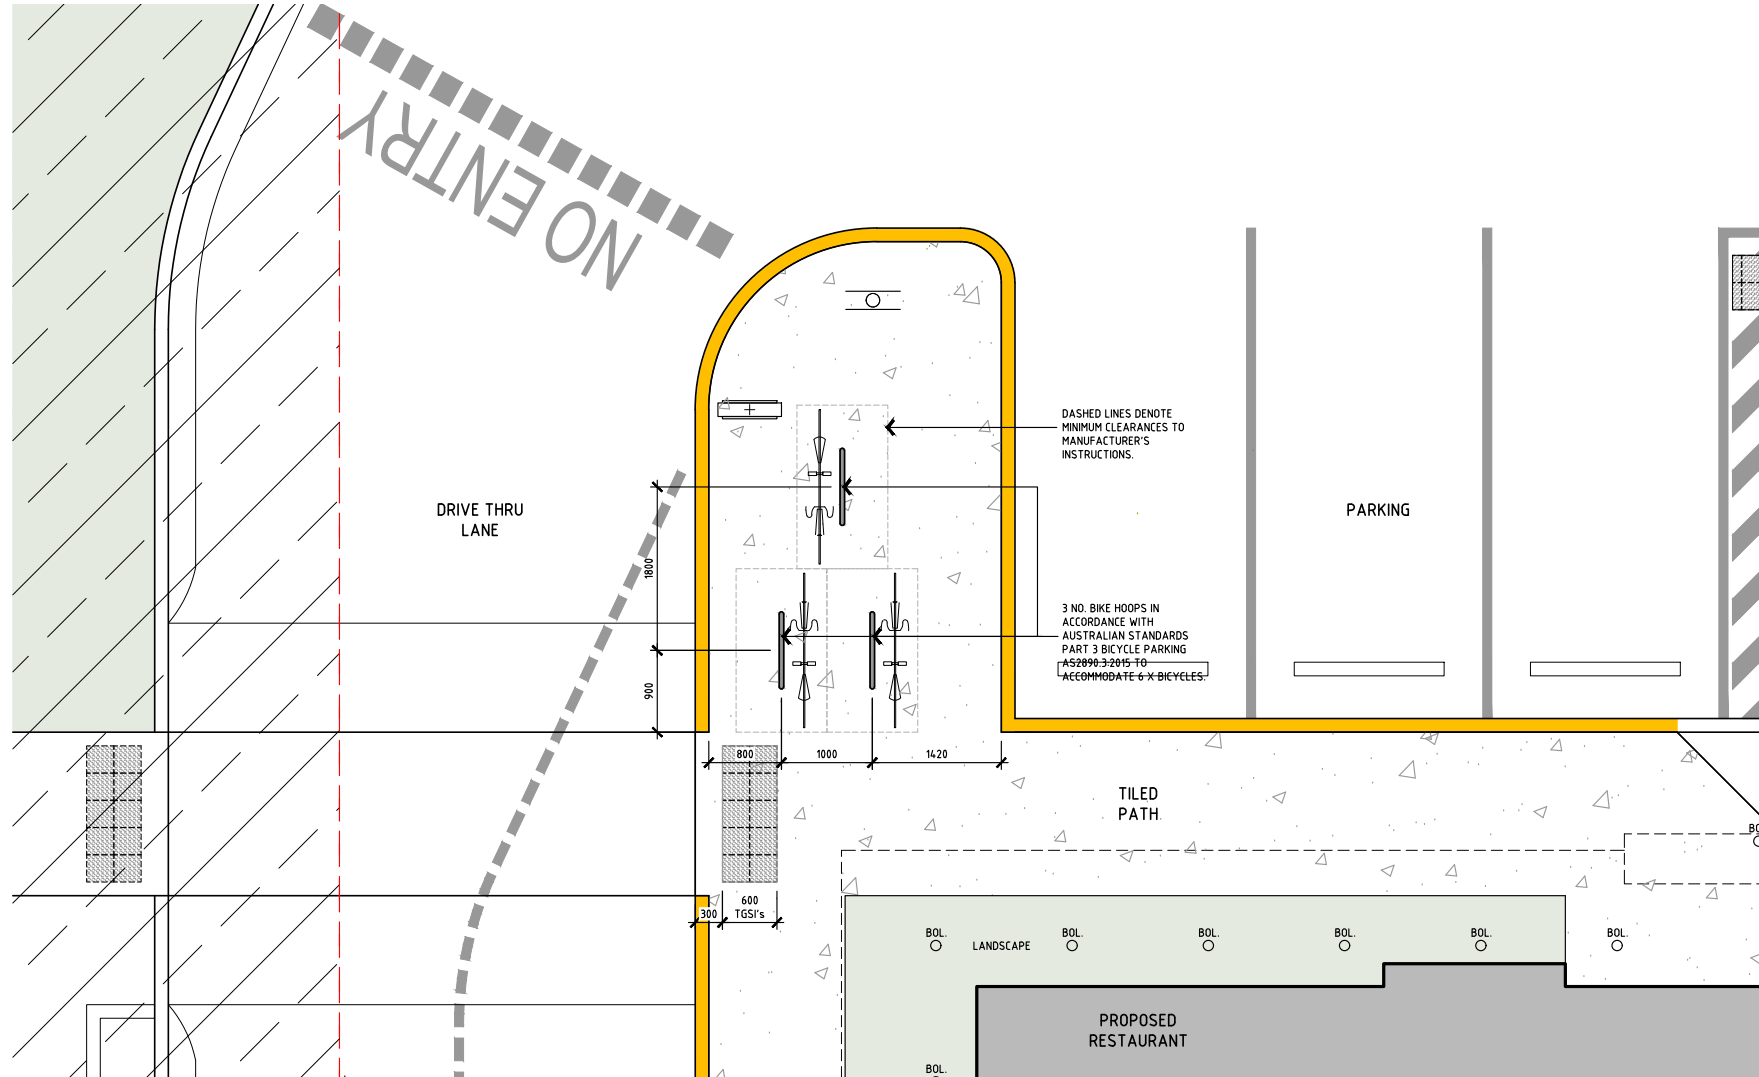 NO ENTRY
DASHED LINES DENOTE
MINIMUM CLEARANCES TO
MANUFACTURER'S
INSTRUCTIONS.
DRIVE THRU
LANE
PARKING
1800
3 NO. BIKE HOOPS IN
ACCORDANCE WITH
AUSTRALIAN STANDARDS
PART 3 BICYCLE PARKING
AS2890.3:2015 TO
ACCOMMODATE 6 X BICYCLES.
900
800
1000
1420
TILED
PATH
BO
600
TGSI's
300
BOL.
BOL.
BOL.
BOL.
BOL.
BOL.
LANDSCAPE
PROPOSED
RESTAURANT
BOL.